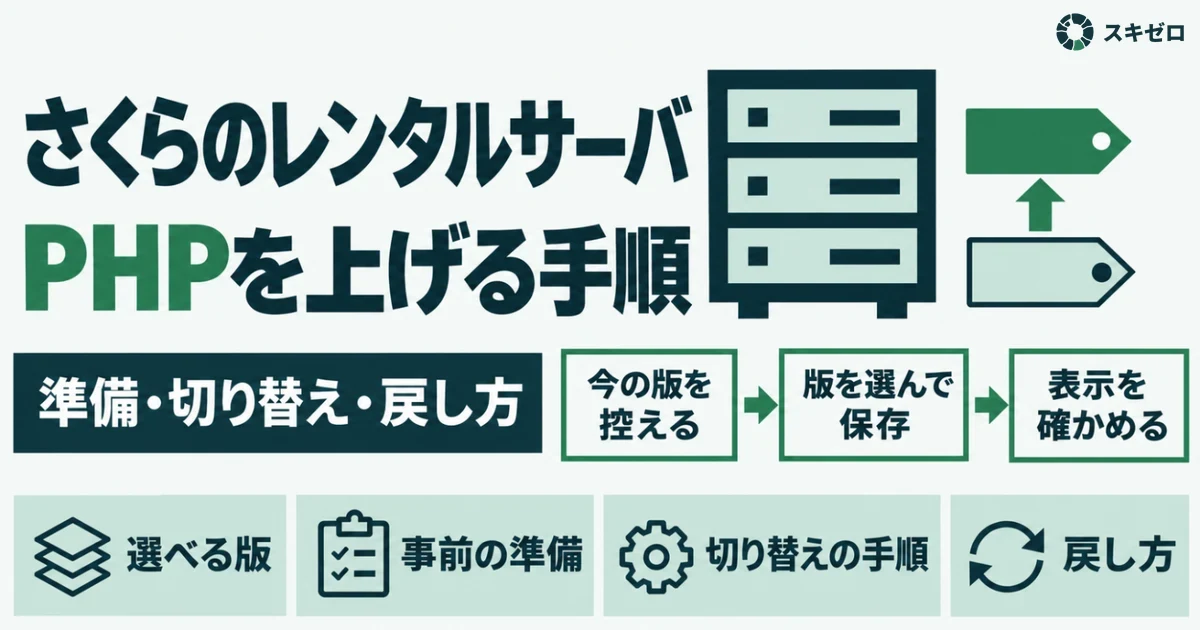 スキゼロ
さくらのレンタルサーバ
PHPを上げる手順
準備・切り替え・戻し方
今の版を
控える
版を選んで
保存
表示を
確かめる
選べる版
事前の準備
切り替えの手順
戻し方